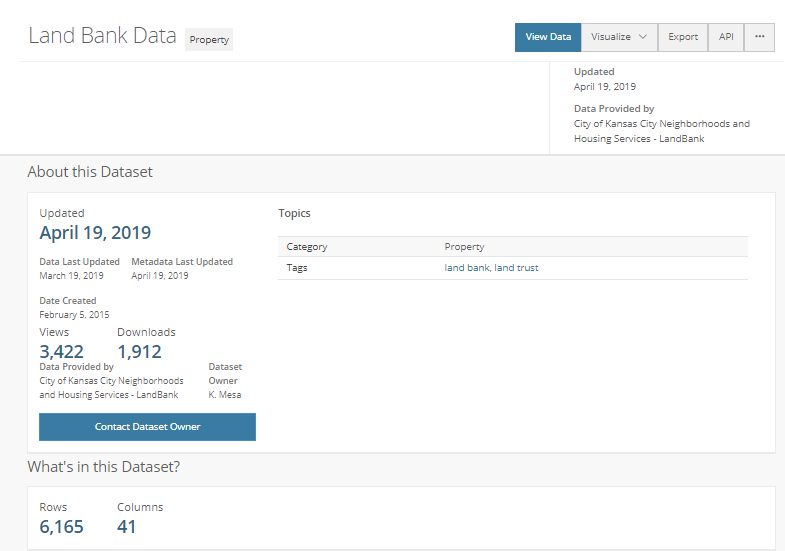 Land Bank Data Property
View Data Visualize Export API ...
Updated
April 19, 2019
Data Provided by
City of Kansas City Neighborhoods and
Housing Services - LandBank
About this Dataset
Updated
April 19, 2019
Data Last Updated Metadata Last Updated
March 19, 2019 April 19, 2019
Date Created
February 5, 2015
Views Downloads
3,422 1,912
Data Provided by Dataset
City of Kansas City Neighborhoods Owner
and Housing Services - LandBank K. Mesa
Contact Dataset Owner
Topics
Category Property
Tags land bank, land trust
What's in this Dataset?
Rows Columns
6,165 41